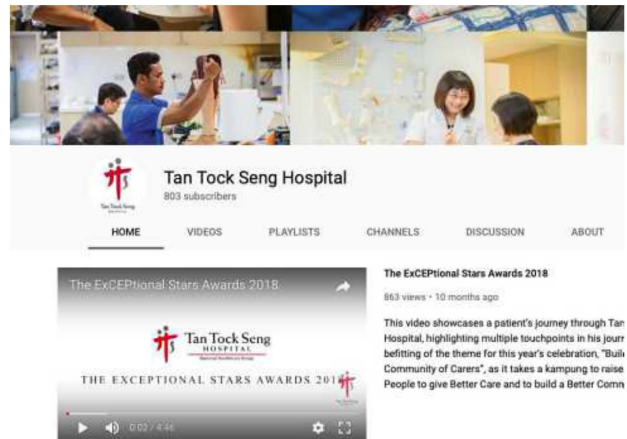 Tan Tock Seng
Tan Tock Seng Hospital
803 subscribers
HOME VIDEOS PLAYLISTS CHANNELS DISCUSSION ABOUT
The ExCEPtional Stars Awards 2018
Tan Tock Seng
HOSPITAL
THE EXCEPTIONAL STARS AWARDS 201
0:02 / 4:46
The ExCEPtional Stars Awards 2018
863 views • 10 months ago
This video showcases a patient's journey through Tan
Hospital, highlighting multiple touchpoints in his journ
befitting of the theme for this year's celebration, "Buil
Community of Carers", as it takes a kampung to raise
People to give Better Care and to build a Better Comm